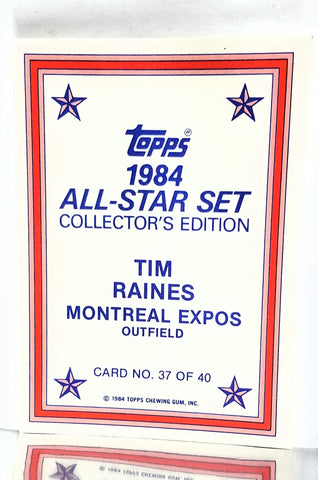 Topps®
1984
ALL-STAR SET
COLLECTOR'S EDITION
TIM
RAINES
MONTREAL EXPOS
OUTFIELD
CARD NO. 37 OF 40
© 1984 TOPPS CHEWING GUM, INC.